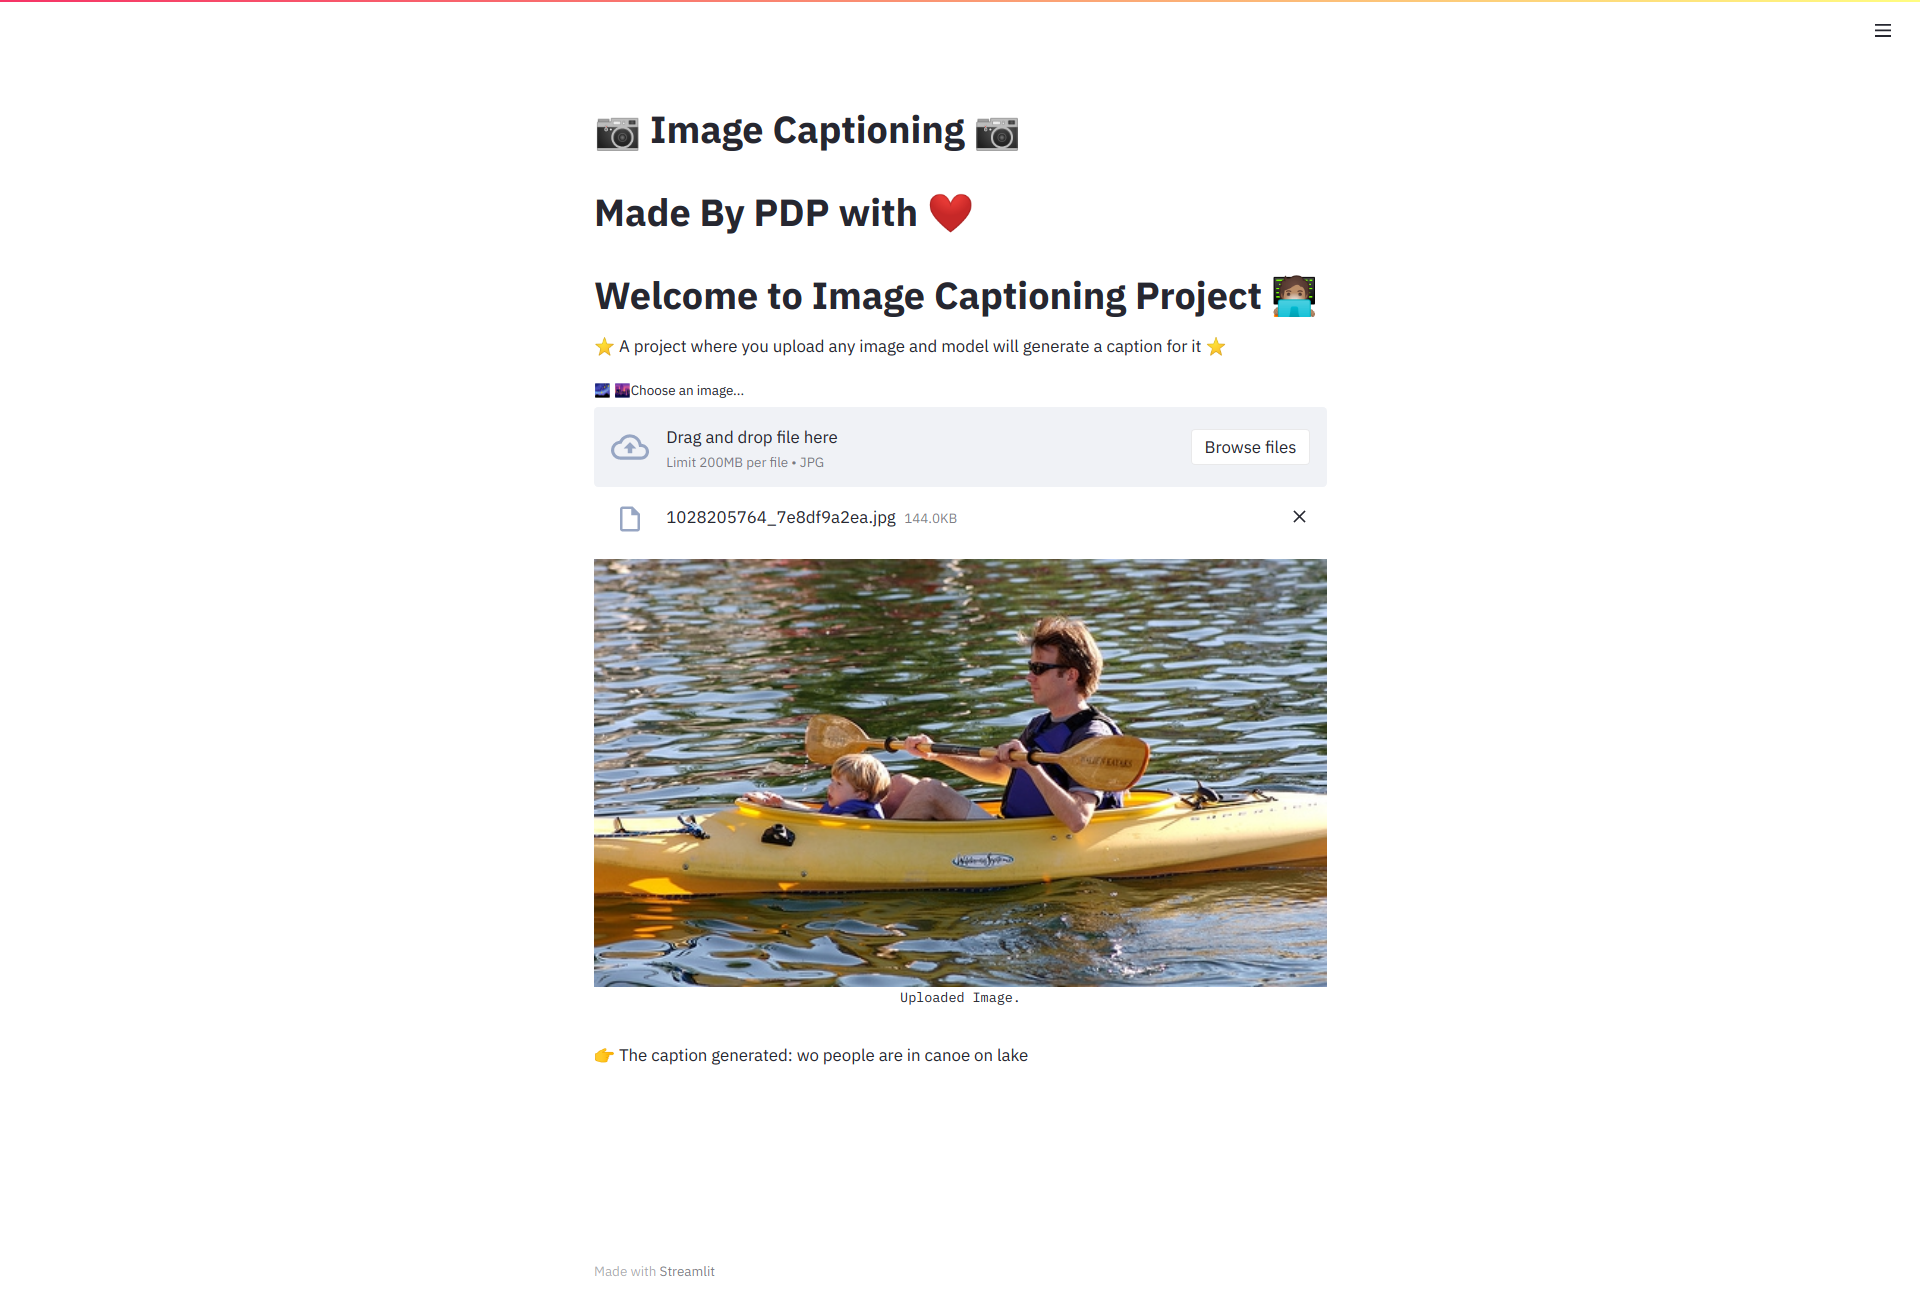 📷 Image Captioning 📷
Made By PDP with ❤️
Welcome to Image Captioning Project 👩🏽‍💻
⭐ A project where you upload any image and model will generate a caption for it ⭐
🌌 🌆Choose an image...
Drag and drop file here
Limit 200MB per file • JPG
Browse files
1028205764_7e8df9a2ea.jpg 144.0KB
Wilderness Systems
Uploaded Image.
👉 The caption generated: wo people are in canoe on lake
Made with Streamlit